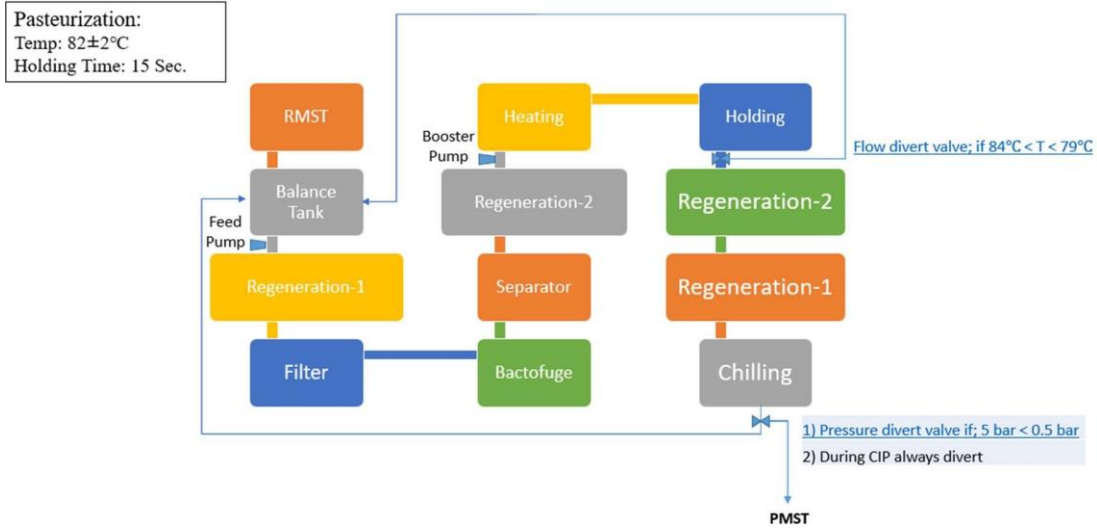 Pasteurization:
Temp: 82±2℃
Holding Time: 15 Sec.
RMST
Heating
Holding
Booster
Pump
Flow divert valve; if 84℃ < T < 79℃
Balance
Tank
Regeneration-2
Regeneration-2
Feed
Pump
Regeneration-1
Separator
Regeneration-1
Filter
Bactofuge
Chilling
1) Pressure divert valve if; 5 bar < 0.5 bar
2) During CIP always divert
PMST